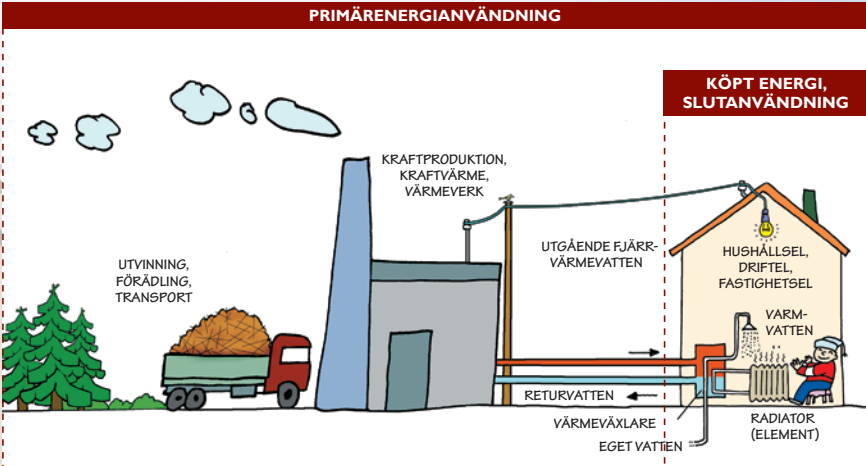 PRIMÄRENERGIANVÄNDNING
KÖPT ENERGI,
SLUTANVÄNDNING
KRAFTPRODUKTION,
KRAFTVÄRME,
VÄRMEVERK
UTGÅENDE FJÄRR-
VÄRMEVATTEN
HUSHÅLLSEL,
DRIFTEL,
FASTIGHETSEL
UTVINNING,
FÖRÄDLING,
TRANSPORT
VARM-
VATTEN
RETURVATTEN
VÄRMEVÄXLARE
EGET VATTEN
RADIATOR
(ELEMENT)